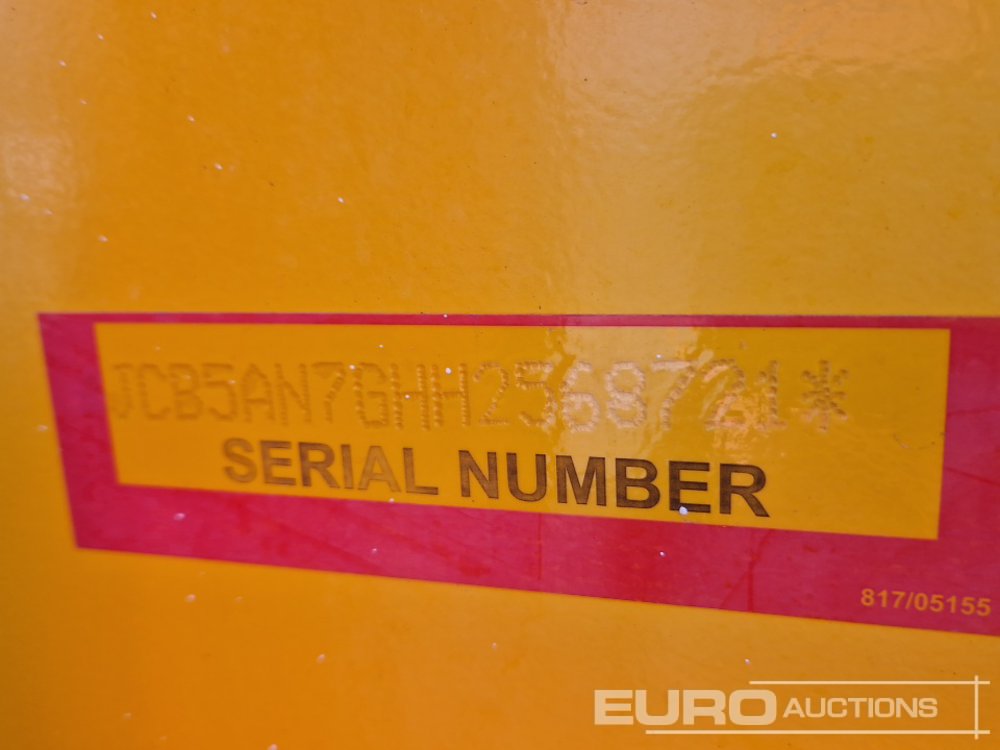 JCB5AN7GHH2568721*
SERIAL NUMBER
817/05155
EURO AUCTIONS